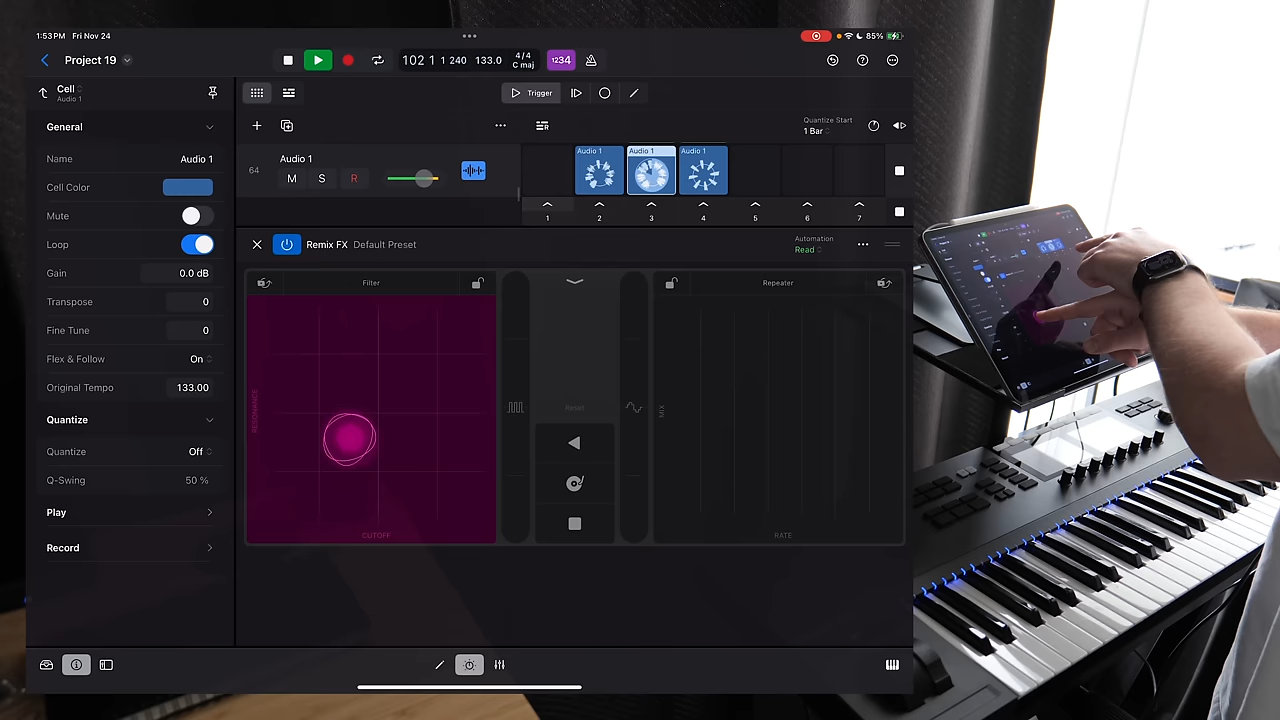 1:53 PM Fri Nov 24
85%
Project 19
102 1 1 240 133.0 4/4 C maj 1234
Cell
Audio 1
Trigger
General
Quantize Start
1 Bar
Name Audio 1
64 Audio 1
M S R
Audio 1 Audio 1 Audio 1
Cell Color
Mute
1 2 3 4 5 6 7
Loop
Remix FX Default Preset
Automation
Read
Gain 0.0 dB
Filter
Repeater
Transpose 0
Fine Tune 0
Flex & Follow On
Original Tempo 133.00
RESONANCE
Reset
MIX
Quantize
Quantize Off
Q-Swing 50 %
Play
CUTOFF
RATE
Record